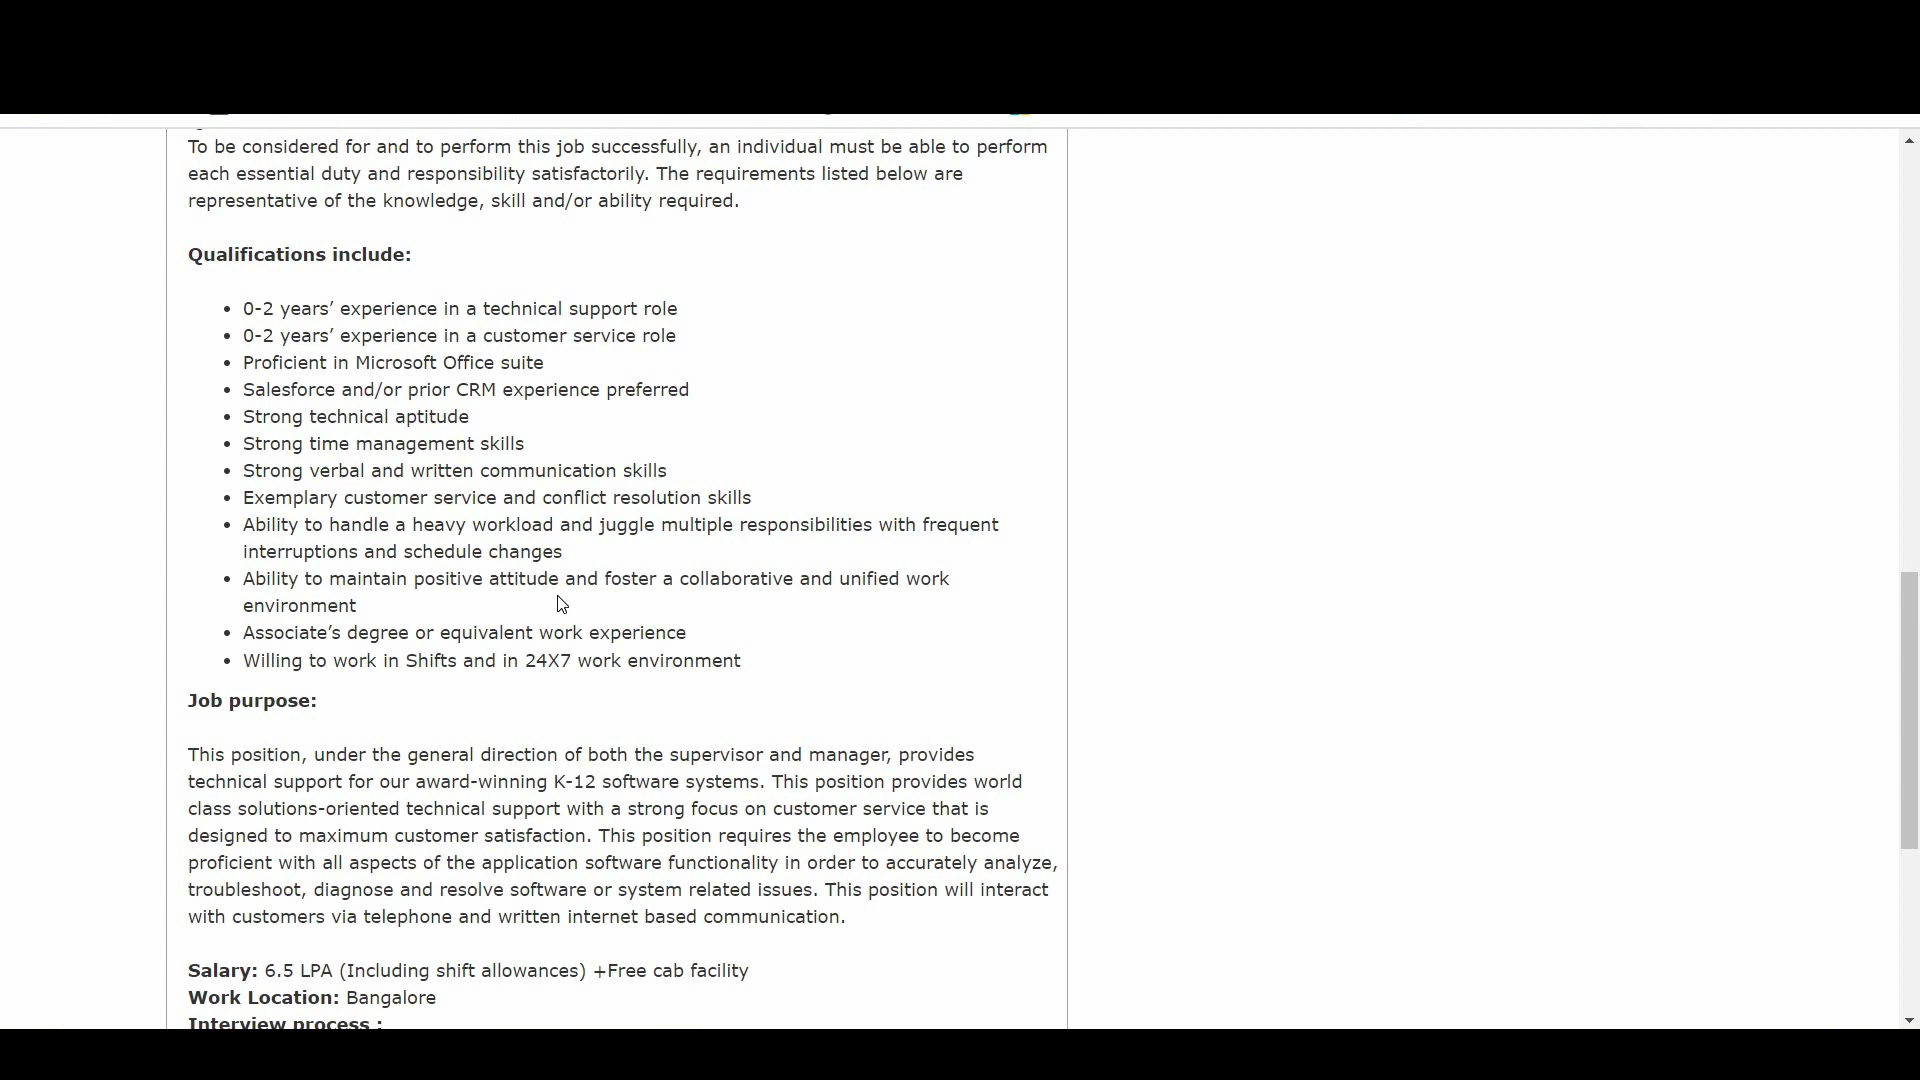 To be considered for and to perform this job successfully, an individual must be able to perform
each essential duty and responsibility satisfactorily. The requirements listed below are
representative of the knowledge, skill and/or ability required.
Qualifications include:
• 0-2 years’ experience in a technical support role
• 0-2 years’ experience in a customer service role
• Proficient in Microsoft Office suite
• Salesforce and/or prior CRM experience preferred
• Strong technical aptitude
• Strong time management skills
• Strong verbal and written communication skills
• Exemplary customer service and conflict resolution skills
• Ability to handle a heavy workload and juggle multiple responsibilities with frequent
interruptions and schedule changes
• Ability to maintain positive attitude and foster a collaborative and unified work
environment
• Associate’s degree or equivalent work experience
• Willing to work in Shifts and in 24X7 work environment
Job purpose:
This position, under the general direction of both the supervisor and manager, provides
technical support for our award-winning K-12 software systems. This position provides world
class solutions-oriented technical support with a strong focus on customer service that is
designed to maximum customer satisfaction. This position requires the employee to become
proficient with all aspects of the application software functionality in order to accurately analyze,
troubleshoot, diagnose and resolve software or system related issues. This position will interact
with customers via telephone and written internet based communication.
Salary: 6.5 LPA (Including shift allowances) +Free cab facility
Work Location: Bangalore
Interview process :